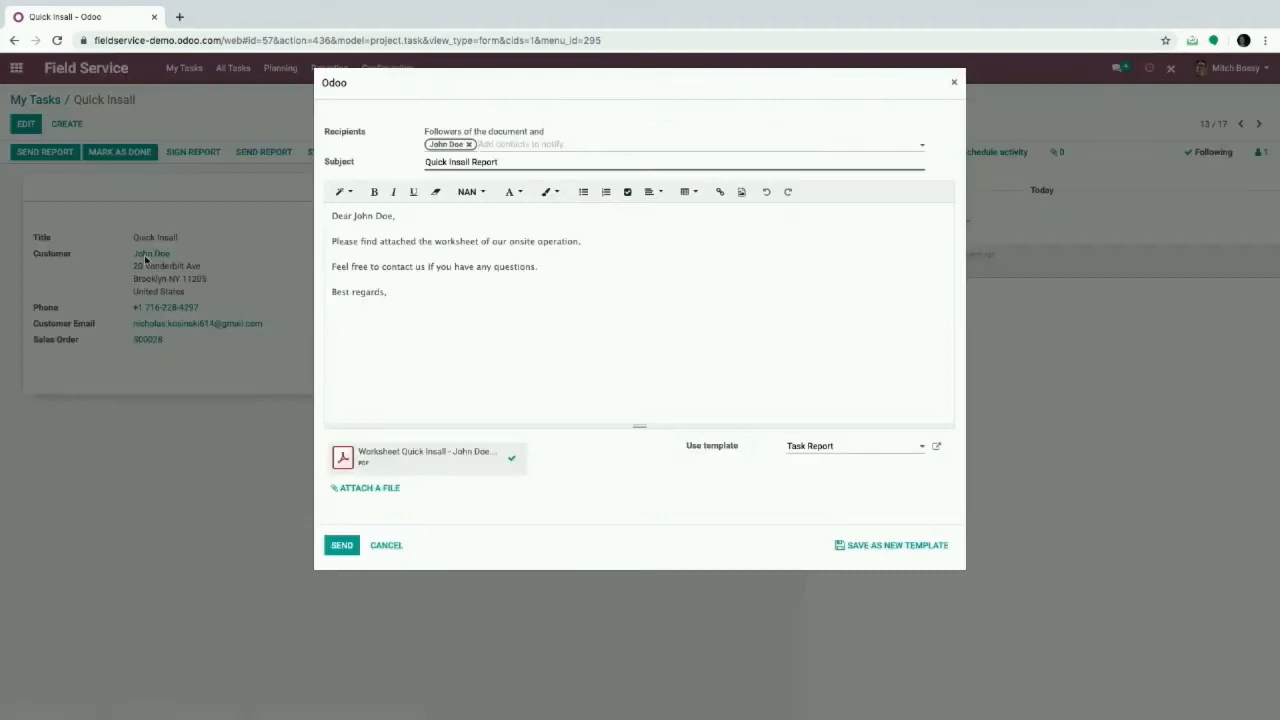 Quick Insall - Odoo
fieldservice-demo.odoo.com/web#id=57&action=436&model=project.task&view_type=form&cids=1&menu_id=295
Field Service
My Tasks
All Tasks
Planning
Mitch Bossy
My Tasks / Quick Insall
EDIT
CREATE
13 / 17
SEND REPORT
MARK AS DONE
SIGN REPORT
SEND REPORT
chedule activity
0
Following
1
Today
Title
Quick Insall
Customer
John Doe
20 Vanderbilt Ave
Brooklyn NY 11205
United States
Phone
+1 716-228-4297
Customer Email
nicholas.kosinski614@gmail.com
Sales Order
S00028
Odoo
×
Recipients
Followers of the document and
John Doe ×
Add contacts to notify.
Subject
Quick Insall Report
B
I
U
NAN
A
Dear John Doe,
Please find attached the worksheet of our onsite operation.
Feel free to contact us if you have any questions.
Best regards,
Worksheet Quick Insall - John Doe...
PDF
Use template
Task Report
ATTACH A FILE
SEND
CANCEL
SAVE AS NEW TEMPLATE